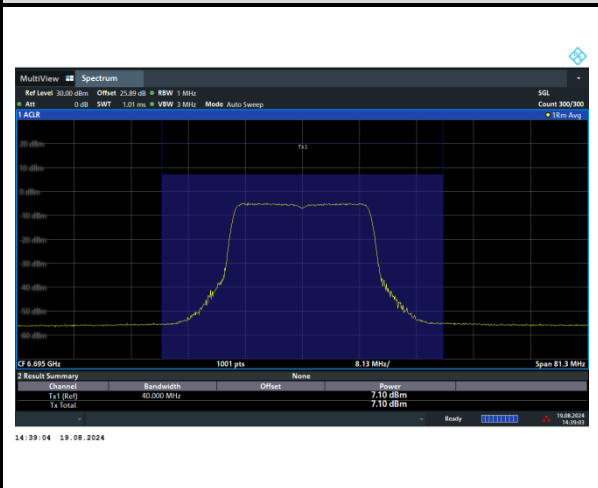 MultiView Spectrum
Ref Level 30.00 dBm Offset 25.89 dB RBW 1 MHz SGL
Att 0 dB SWT 1.01 ms VBW 3 MHz Mode Auto Sweep Count 300/300
1 ACLR 1Rm Avg
Tx1
20 dBm
10 dBm
0 dBm
-10 dBm
-20 dBm
-30 dBm
-40 dBm
-50 dBm
-60 dBm
CF 6.695 GHz 1001 pts 8.13 MHz/ Span 81.3 MHz
2 Result Summary None
Channel Bandwidth Offset Power
Tx1 (Ref) 40.000 MHz 7.10 dBm
Tx Total 7.10 dBm
Ready 19.08.2024
14:39:03
14:39:04 19.08.2024